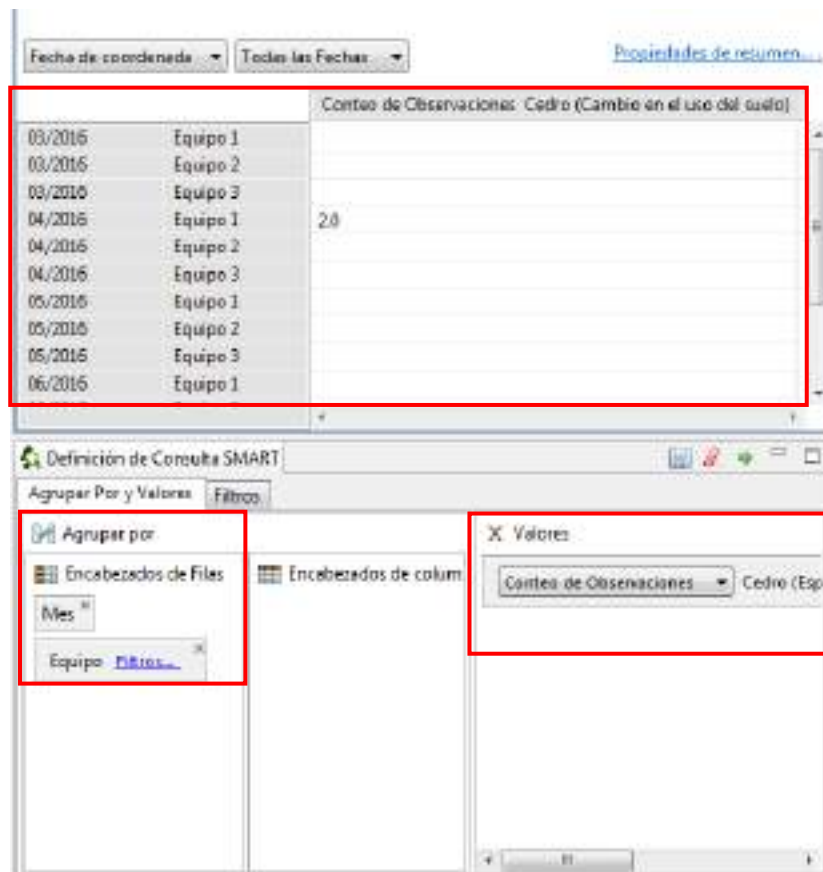 Fecha de coordenada Todas las Fechas Propiedades de resumen...
Conteo de Observaciones Cedro (Cambio en el uso del suelo)
03/2016 Equipo 1
03/2016 Equipo 2
03/2016 Equipo 3
04/2016 Equipo 1 2.0
04/2016 Equipo 2
04/2016 Equipo 3
05/2016 Equipo 1
05/2016 Equipo 2
05/2016 Equipo 3
06/2016 Equipo 1
Definición de Consulta SMART
Agrupar Por y Valores Filtros
Agrupar por X Valores
Encabezados de Filas Encabezados de colum
Conteo de Observaciones Cedro (Esp
Mes
Equipo Filtros...